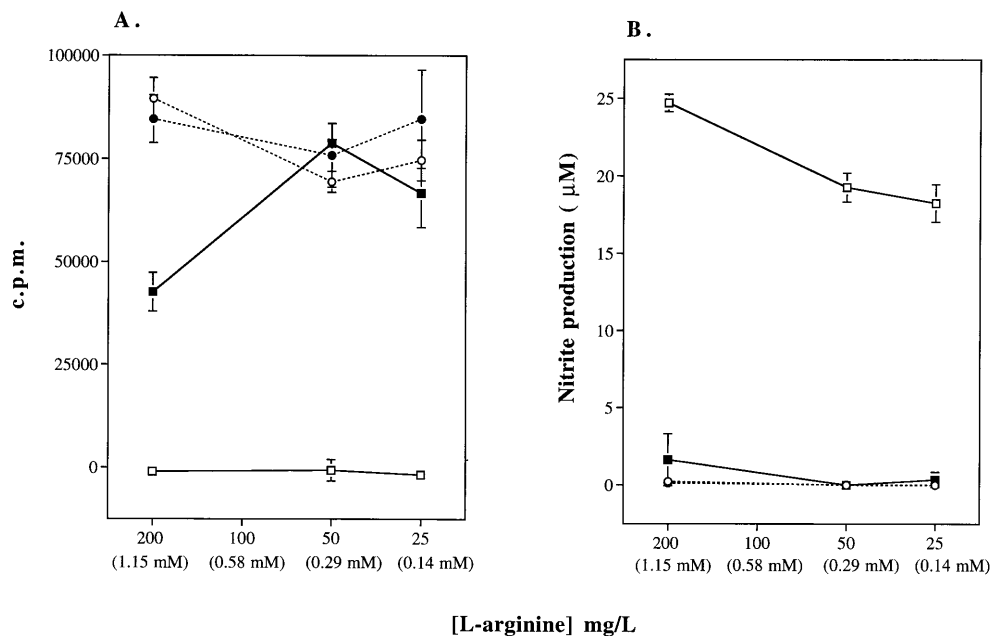 A.
100000
75000
50000
25000
0
c.p.m.
200 100 50 25
(1.15 mM) (0.58 mM) (0.29 mM) (0.14 mM)
B.
25
20
15
10
5
0
Nitrite production ( μM)
200 100 50 25
(1.15 mM) (0.58 mM) (0.29 mM) (0.14 mM)
[L-arginine] mg/L